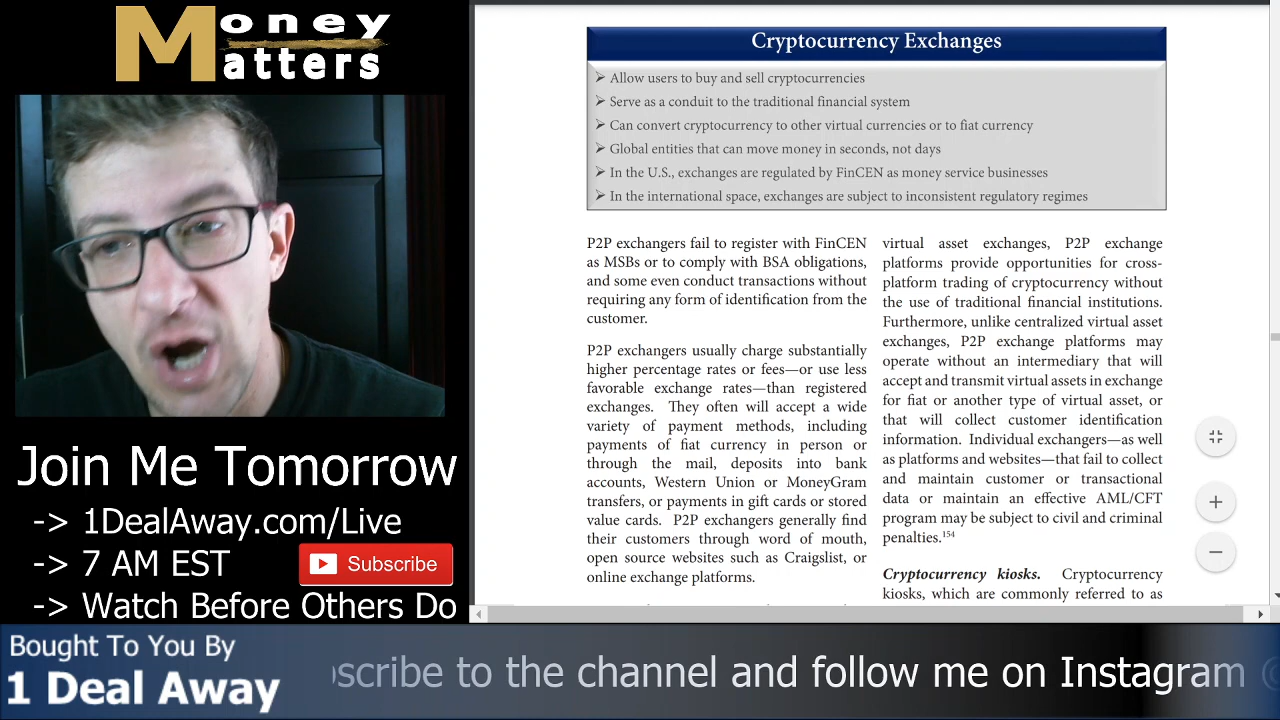 Money
Matters
Join Me Tomorrow
-> 1DealAway.com/Live
-> 7 AM EST
Subscribe
-> Watch Before Others Do
Cryptocurrency Exchanges
➢ Allow users to buy and sell cryptocurrencies
➢ Serve as a conduit to the traditional financial system
➢ Can convert cryptocurrency to other virtual currencies or to fiat currency
➢ Global entities that can move money in seconds, not days
➢ In the U.S., exchanges are regulated by FinCEN as money service businesses
➢ In the international space, exchanges are subject to inconsistent regulatory regimes
P2P exchangers fail to register with FinCEN
as MSBs or to comply with BSA obligations,
and some even conduct transactions without
requiring any form of identification from the
customer.
P2P exchangers usually charge substantially
higher percentage rates or fees—or use less
favorable exchange rates—than registered
exchanges. They often will accept a wide
variety of payment methods, including
payments of fiat currency in person or
through the mail, deposits into bank
accounts, Western Union or MoneyGram
transfers, or payments in gift cards or stored
value cards. P2P exchangers generally find
their customers through word of mouth,
open source websites such as Craigslist, or
online exchange platforms.
virtual asset exchanges, P2P exchange
platforms provide opportunities for cross-
platform trading of cryptocurrency without
the use of traditional financial institutions.
Furthermore, unlike centralized virtual asset
exchanges, P2P exchange platforms may
operate without an intermediary that will
accept and transmit virtual assets in exchange
for fiat or another type of virtual asset, or
that will collect customer identification
information. Individual exchangers—as well
as platforms and websites—that fail to collect
and maintain customer or transactional
data or maintain an effective AML/CFT
program may be subject to civil and criminal
penalties.154
Cryptocurrency kiosks. Cryptocurrency
kiosks, which are commonly referred to as
Bought To You By
1 Deal Away
bscribe to the channel and follow me on Instagram